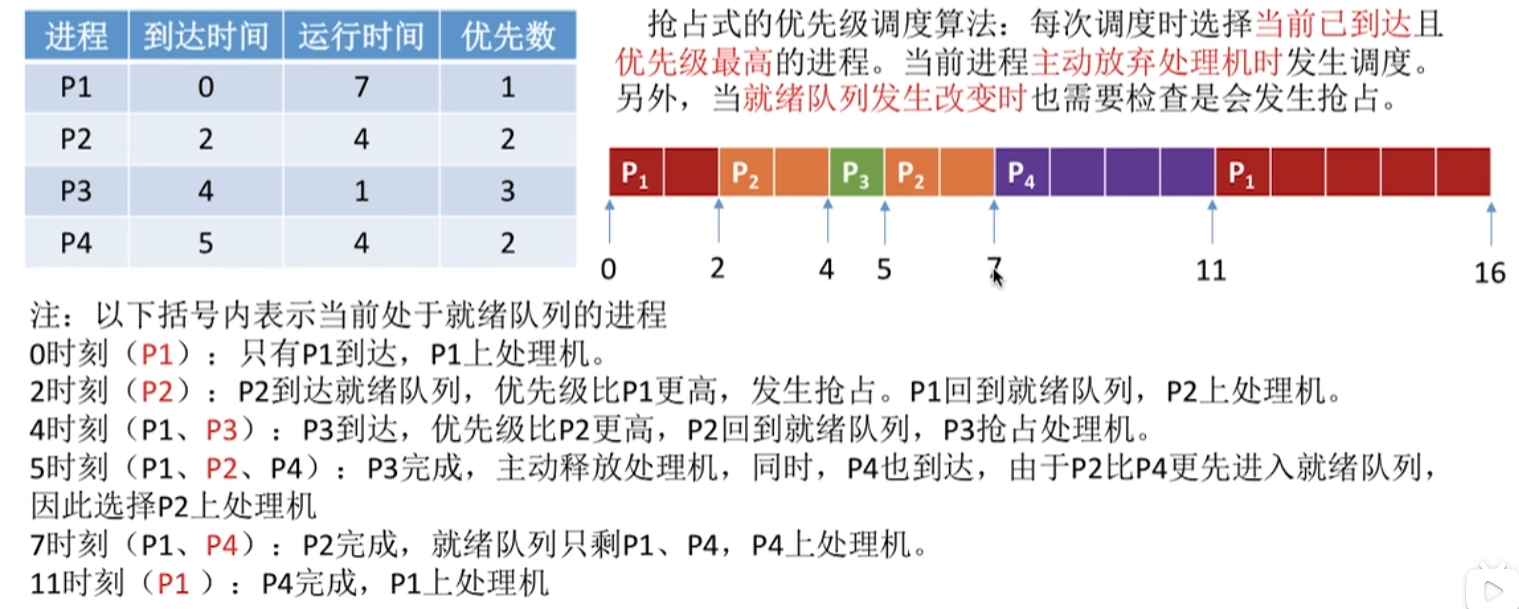 进程 到达时间 运行时间 优先数
P1 0 7 1
P2 2 4 2
P3 4 1 3
P4 5 4 2
抢占式的优先级调度算法：每次调度时选择当前已到达且
优先级最高的进程。当前进程主动放弃处理机时发生调度。
另外，当就绪队列发生改变时也需要检查是会发生抢占。
P1 P2 P3 P2 P4 P1
0 2 4 5 7 11 16
注：以下括号内表示当前处于就绪队列的进程
0时刻（P1）：只有P1到达，P1上处理机。
2时刻（P2）：P2到达就绪队列，优先级比P1更高，发生抢占。P1回到就绪队列，P2上处理机。
4时刻（P1、P3）：P3到达，优先级比P2更高，P2回到就绪队列，P3抢占处理机。
5时刻（P1、P2、P4）：P3完成，主动释放处理机，同时，P4也到达，由于P2比P4更先进入就绪队列，
因此选择P2上处理机
7时刻（P1、P4）：P2完成，就绪队列只剩P1、P4，P4上处理机。
11时刻（P1 ）：P4完成，P1上处理机